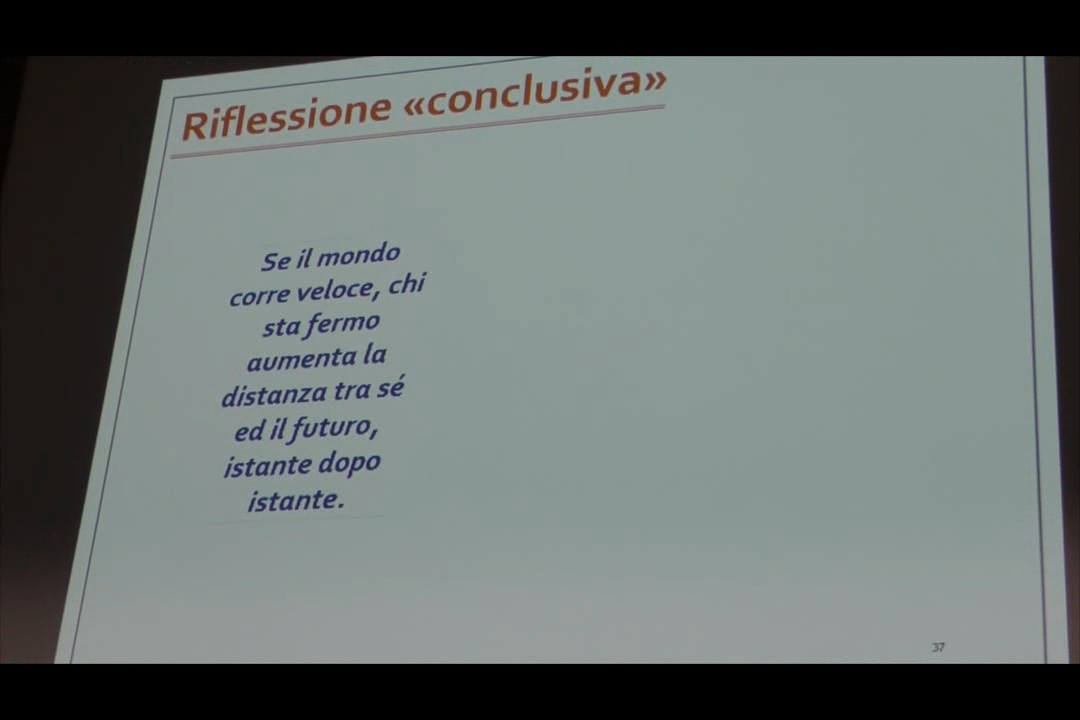 Riflessione «conclusiva»
Se il mondo
corre veloce, chi
sta fermo
aumenta la
distanza tra sé
ed il futuro,
istante dopo
istante.
37